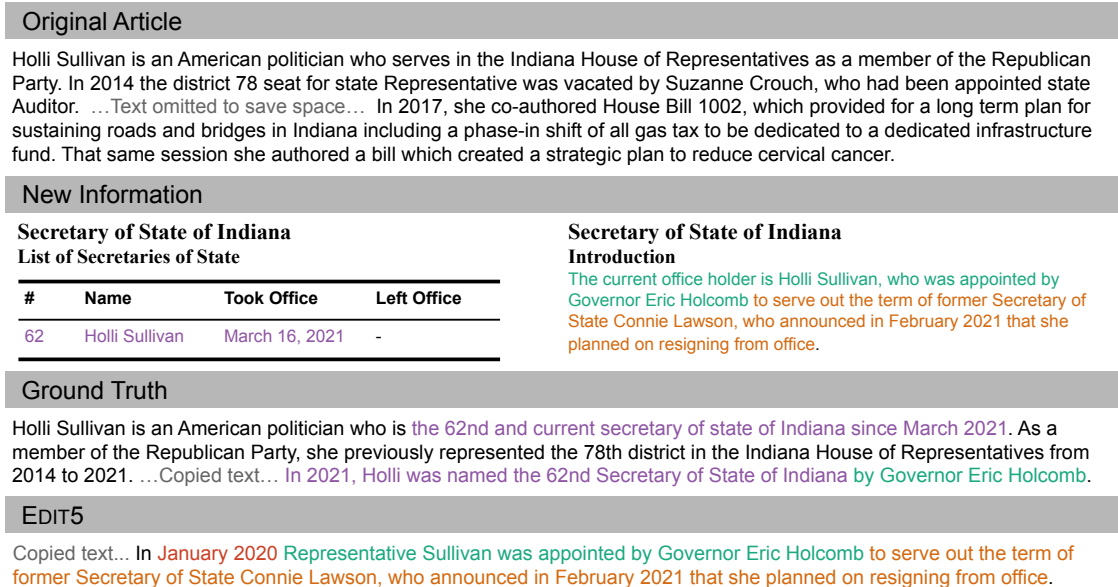 Original Article
Holli Sullivan is an American politician who serves in the Indiana House of Representatives as a member of the Republican
Party. In 2014 the district 78 seat for state Representative was vacated by Suzanne Crouch, who had been appointed state
Auditor. …Text omitted to save space… In 2017, she co-authored House Bill 1002, which provided for a long term plan for
sustaining roads and bridges in Indiana including a phase-in shift of all gas tax to be dedicated to a dedicated infrastructure
fund. That same session she authored a bill which created a strategic plan to reduce cervical cancer.
New Information
Secretary of State of Indiana
List of Secretaries of State
# Name Took Office Left Office
62 Holli Sullivan March 16, 2021 -
Secretary of State of Indiana
Introduction
The current office holder is Holli Sullivan, who was appointed by
Governor Eric Holcomb to serve out the term of former Secretary of
State Connie Lawson, who announced in February 2021 that she
planned on resigning from office.
Ground Truth
Holli Sullivan is an American politician who is the 62nd and current secretary of state of Indiana since March 2021. As a
member of the Republican Party, she previously represented the 78th district in the Indiana House of Representatives from
2014 to 2021. …Copied text… In 2021, Holli was named the 62nd Secretary of State of Indiana by Governor Eric Holcomb.
EDIT5
Copied text... In January 2020 Representative Sullivan was appointed by Governor Eric Holcomb to serve out the term of
former Secretary of State Connie Lawson, who announced in February 2021 that she planned on resigning from office.